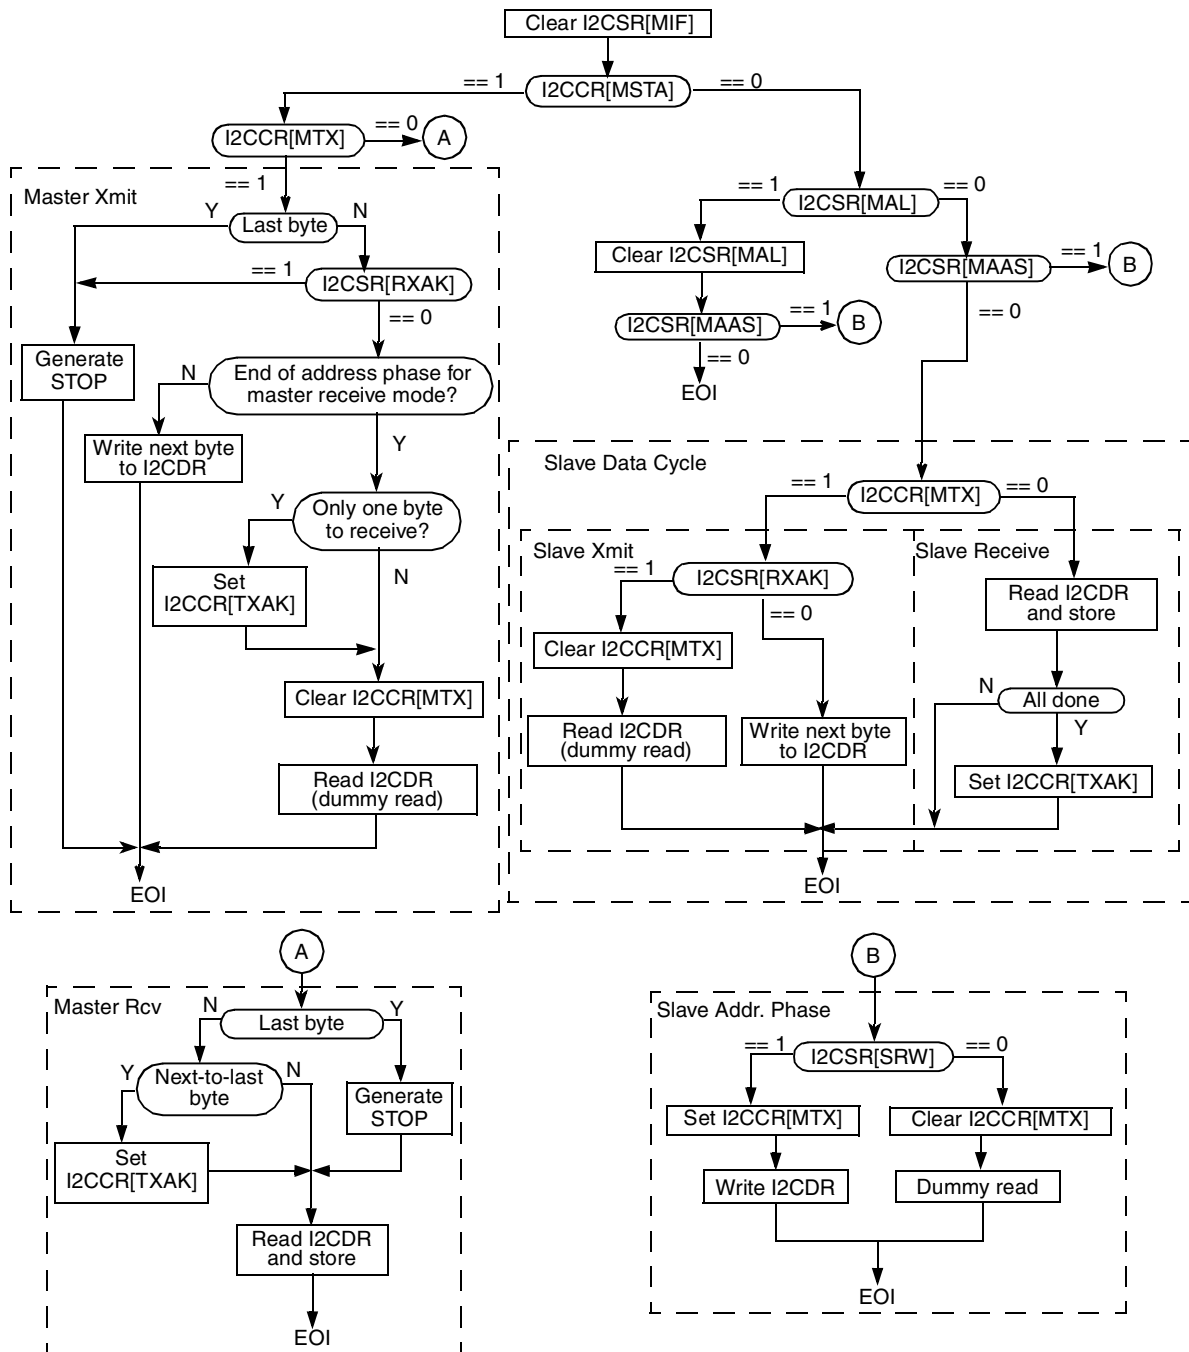 Clear I2CSR[MIF]
== 1
I2CCR[MSTA]
== 0
I2CCR[MTX]
== 0
A
== 1
Master Xmit
Y
Last byte
N
== 1
I2CSR[RXAK]
== 0
Generate
STOP
N
End of address phase for
master receive mode?
Write next byte
to I2CDR
Y
Y
Only one byte
to receive?
Set
I2CCR[TXAK]
N
Clear I2CCR[MTX]
Read I2CDR
(dummy read)
EOI
== 1
I2CSR[MAL]
== 0
Clear I2CSR[MAL]
I2CSR[MAAS]
== 1
B
== 0
EOI
I2CSR[MAAS]
== 1
B
== 0
Slave Data Cycle
== 1
I2CCR[MTX]
== 0
Slave Xmit
== 1
I2CSR[RXAK]
== 0
Clear I2CCR[MTX]
Read I2CDR
(dummy read)
Write next byte
to I2CDR
Slave Receive
Read I2CDR
and store
N
All done
Y
Set I2CCR[TXAK]
EOI
A
Master Rcv
N
Last byte
Y
Y
Next-to-last
byte
N
Generate
STOP
Set
I2CCR[TXAK]
Read I2CDR
and store
EOI
B
Slave Addr. Phase
== 1
I2CSR[SRW]
== 0
Set I2CCR[MTX]
Clear I2CCR[MTX]
Write I2CDR
Dummy read
EOI